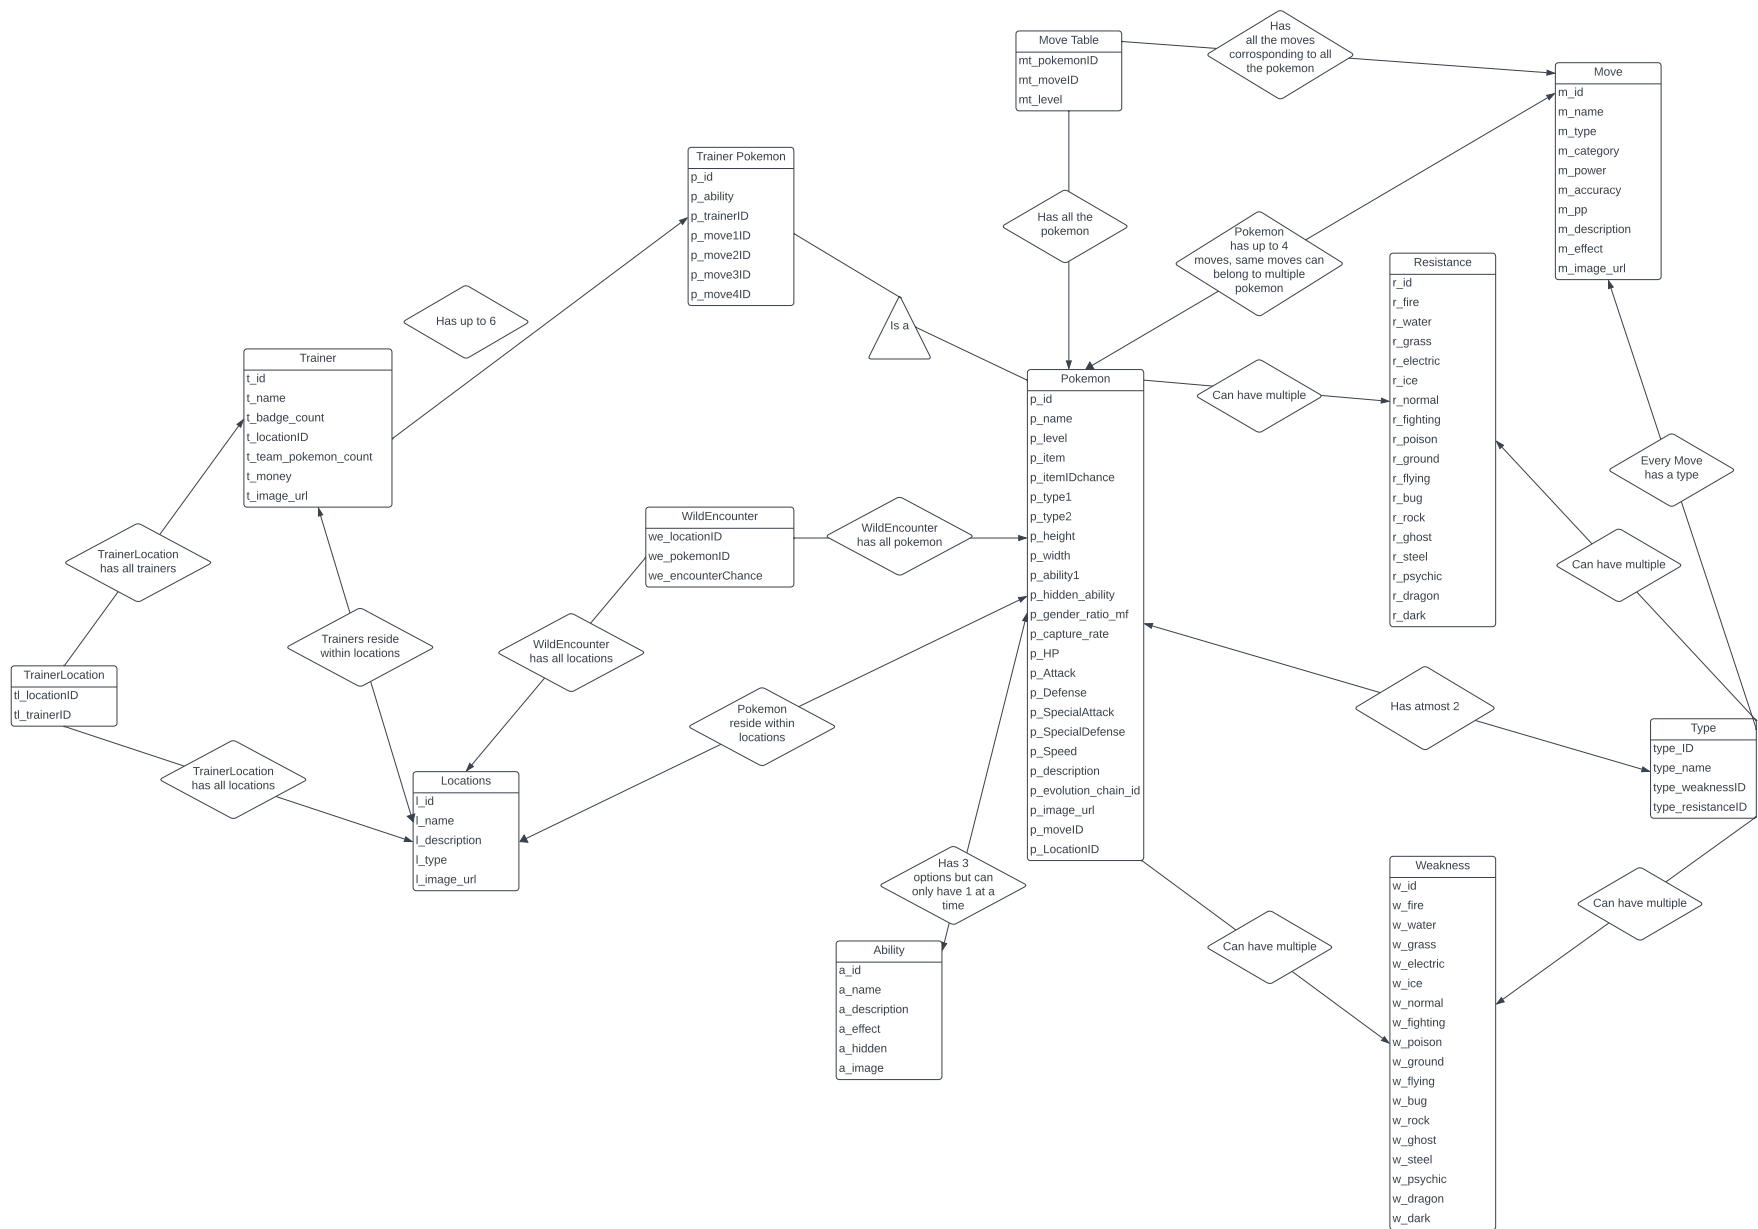 Move Table
mt_pokemonID
mt_moveID
mt_level
Has
all the moves
corrosponding to all
the pokemon
Move
m_id
m_name
m_type
m_category
m_power
m_accuracy
m_pp
m_description
m_effect
m_image_url
Trainer Pokemon
p_id
p_ability
p_trainerID
p_move1ID
p_move2ID
p_move3ID
p_move4ID
Has all the
pokemon
Pokemon
has up to 4
moves, same moves can
belong to multiple
pokemon
Resistance
r_id
r_fire
r_water
r_grass
r_electric
r_ice
r_normal
r_fighting
r_poison
r_ground
r_flying
r_bug
r_rock
r_ghost
r_steel
r_psychic
r_dragon
r_dark
Has up to 6
Is a
Trainer
t_id
t_name
t_badge_count
t_locationID
t_team_pokemon_count
t_money
t_image_url
Pokemon
p_id
p_name
p_level
p_item
p_itemIDchance
p_type1
p_type2
p_height
p_width
p_ability1
p_hidden_ability
p_gender_ratio_mf
p_capture_rate
p_HP
p_Attack
p_Defense
p_SpecialAttack
p_SpecialDefense
p_Speed
p_description
p_evolution_chain_id
p_image_url
p_moveID
p_LocationID
Can have multiple
Every Move
has a type
WildEncounter
we_locationID
we_pokemonID
we_encounterChance
WildEncounter
has all pokemon
TrainerLocation
has all trainers
Can have multiple
Trainers reside
within locations
WildEncounter
has all locations
TrainerLocation
tl_locationID
tl_trainerID
Pokemon
reside within
locations
Has atmost 2
Type
type_ID
type_name
type_weaknessID
type_resistanceID
TrainerLocation
has all locations
Locations
l_id
l_name
l_description
l_type
l_image_url
Has 3
options but can
only have 1 at a
time
Weakness
w_id
w_fire
w_water
w_grass
w_electric
w_ice
w_normal
w_fighting
w_poison
w_ground
w_flying
w_bug
w_rock
w_ghost
w_steel
w_psychic
w_dragon
w_dark
Can have multiple
Can have multiple
Ability
a_id
a_name
a_description
a_effect
a_hidden
a_image